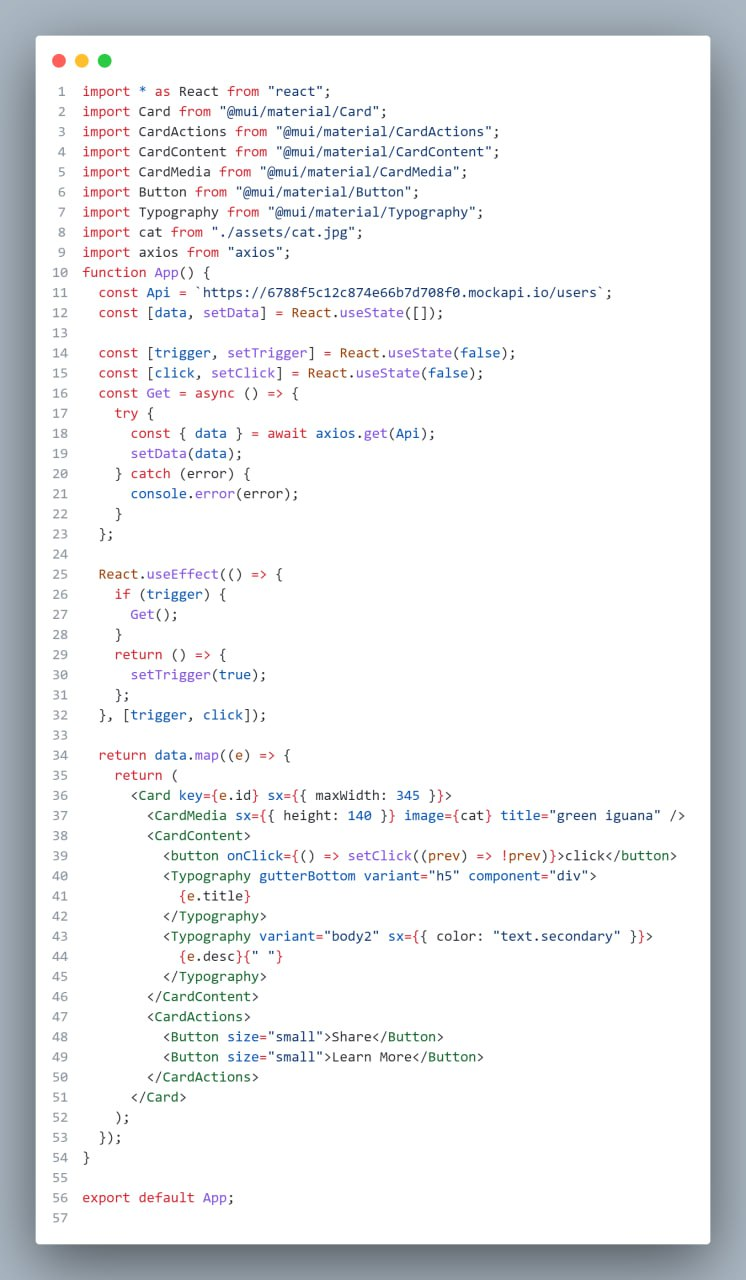 1 import * as React from "react";
2 import Card from "@mui/material/Card";
3 import CardActions from "@mui/material/CardActions";
4 import CardContent from "@mui/material/CardContent";
5 import CardMedia from "@mui/material/CardMedia";
6 import Button from "@mui/material/Button";
7 import Typography from "@mui/material/Typography";
8 import cat from "./assets/cat.jpg";
9 import axios from "axios";
10 function App() {
11   const Api = `https://6788f5c12c874e66b7d708f0.mockapi.io/users`;
12   const [data, setData] = React.useState([]);
13
14   const [trigger, setTrigger] = React.useState(false);
15   const [click, setClick] = React.useState(false);
16   const Get = async () => {
17     try {
18       const { data } = await axios.get(Api);
19       setData(data);
20     } catch (error) {
21       console.error(error);
22     }
23   };
24
25   React.useEffect(() => {
26     if (trigger) {
27       Get();
28     }
29     return () => {
30       setTrigger(true);
31     };
32   }, [trigger, click]);
33
34   return data.map((e) => {
35     return (
36       <Card key={e.id} sx={{ maxWidth: 345 }}>
37         <CardMedia sx={{ height: 140 }} image={cat} title="green iguana" />
38         <CardContent>
39           <button onClick={() => setClick((prev) => !prev)}>click</button>
40           <Typography gutterBottom variant="h5" component="div">
41             {e.title}
42           </Typography>
43           <Typography variant="body2" sx={{ color: "text.secondary" }}>
44             {e.desc}{" "}
45           </Typography>
46         </CardContent>
47         <CardActions>
48           <Button size="small">Share</Button>
49           <Button size="small">Learn More</Button>
50         </CardActions>
51       </Card>
52     );
53   });
54 }
55
56 export default App;
57